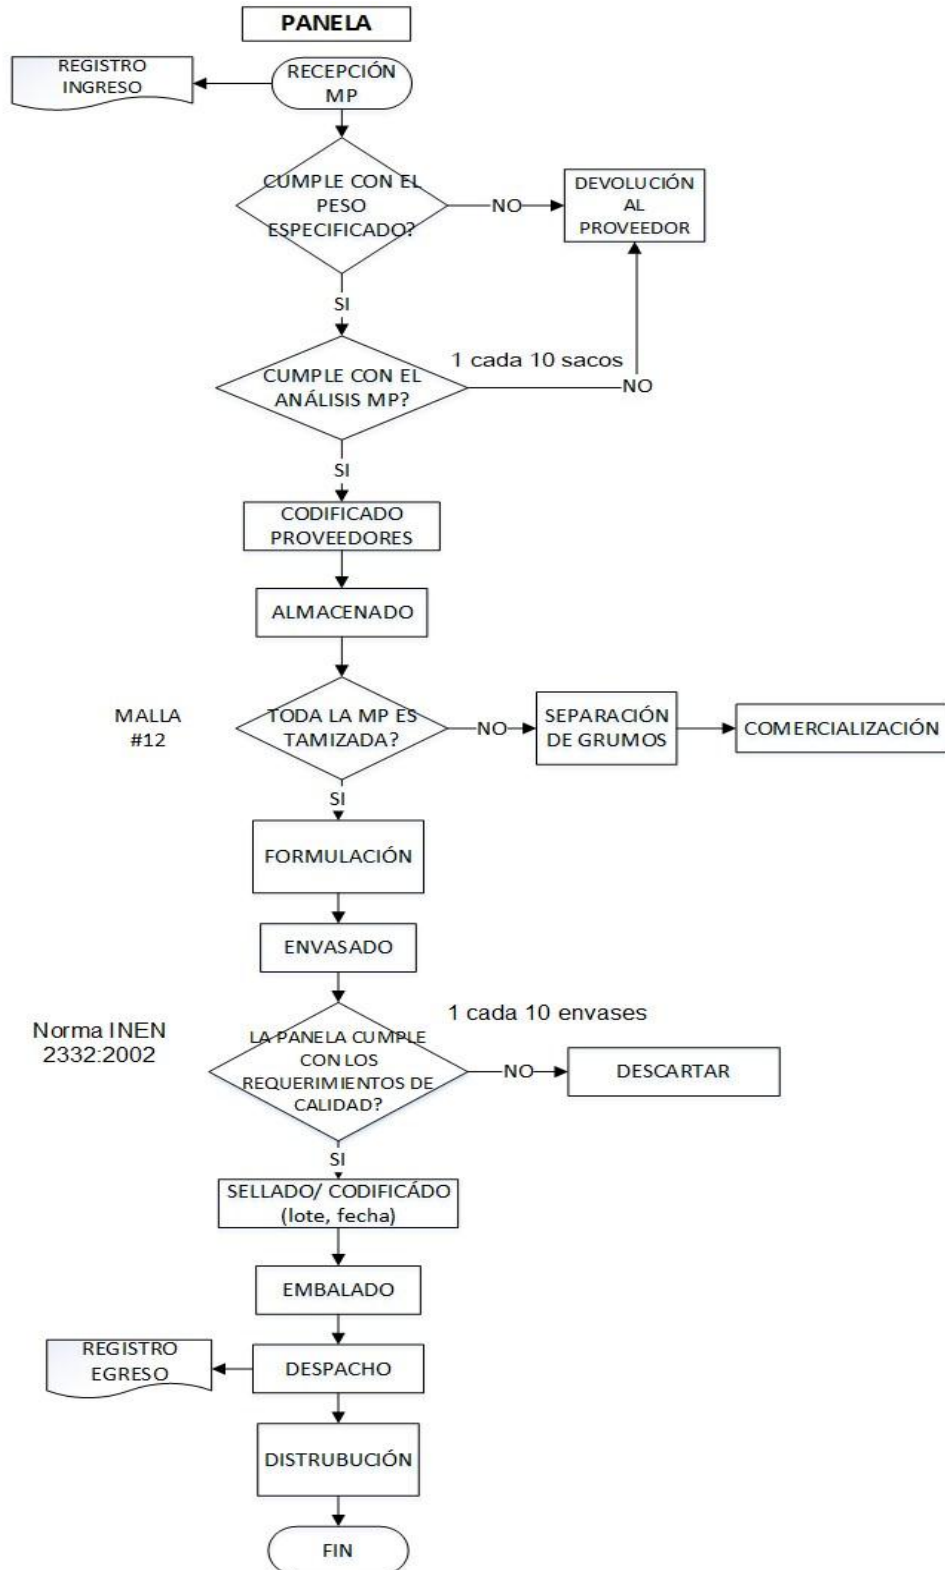 PANELA
REGISTRO
INGRESO
RECEPCIÓN
MP
CUMPLE CON EL
PESO
ESPECIFICADO?
NO
DEVOLUCIÓN
AL
PROVEEDOR
SI
1 cada 10 sacos
CUMPLE CON EL
ANÁLISIS MP?
NO
SI
CODIFICADO
PROVEEDORES
ALMACENADO
MALLA
#12
TODA LA MP ES
TAMIZADA?
NO
SEPARACIÓN
DE GRUMOS
COMERCIALIZACIÓN
SI
FORMULACIÓN
ENVASADO
Norma INEN
2332:2002
1 cada 10 envases
LA PANELA CUMPLE
CON LOS
REQUERIMIENTOS DE
CALIDAD?
NO
DESCARTAR
SI
SELLADO/ CODIFICÁDO
(lote, fecha)
EMBALADO
REGISTRO
EGRESO
DESPACHO
DISTRUBUCIÓN
FIN